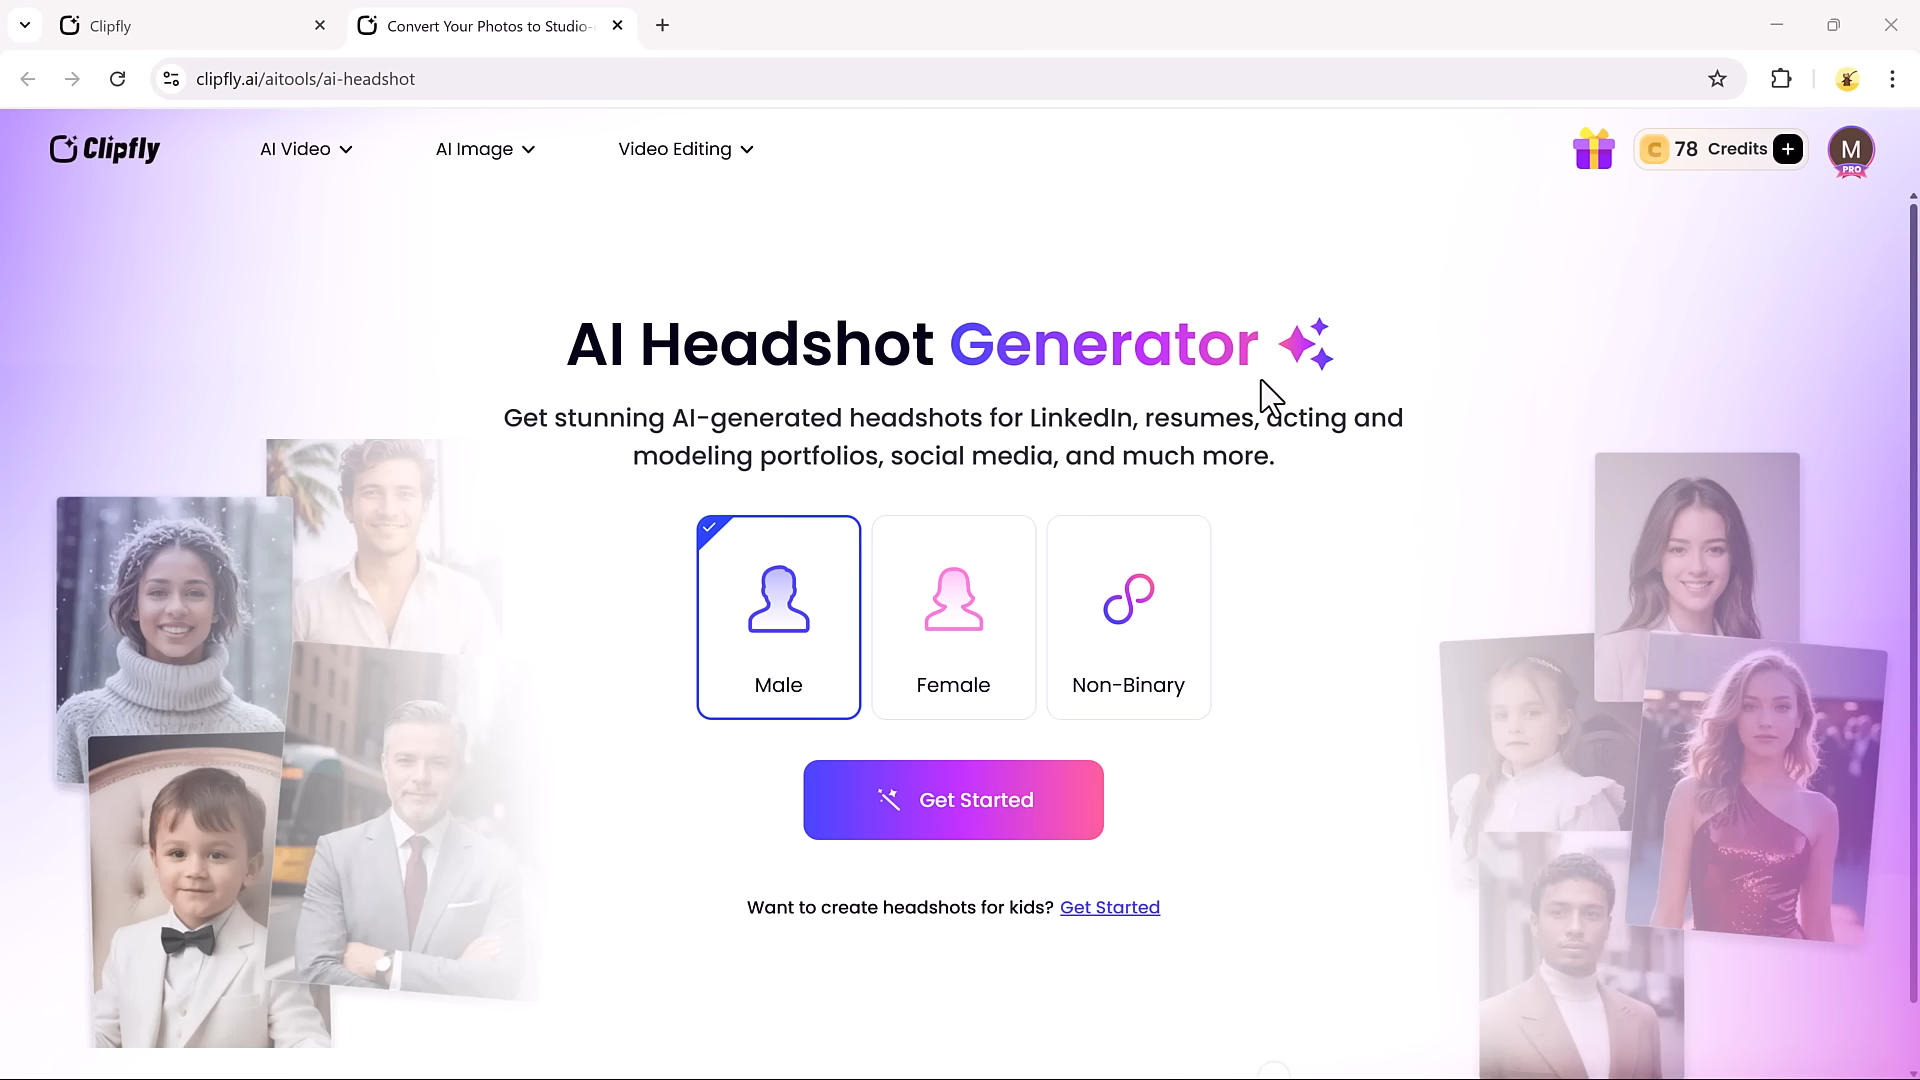 Clipfly
Convert Your Photos to Studio-
clipfly.ai/aitools/ai-headshot
Clipfly
AI Video
AI Image
Video Editing
C 78 Credits +
M
PRO
AI Headshot Generator
Get stunning AI-generated headshots for LinkedIn, resumes, acting and
modeling portfolios, social media, and much more.
Male
Female
Non-Binary
Get Started
Want to create headshots for kids? Get Started